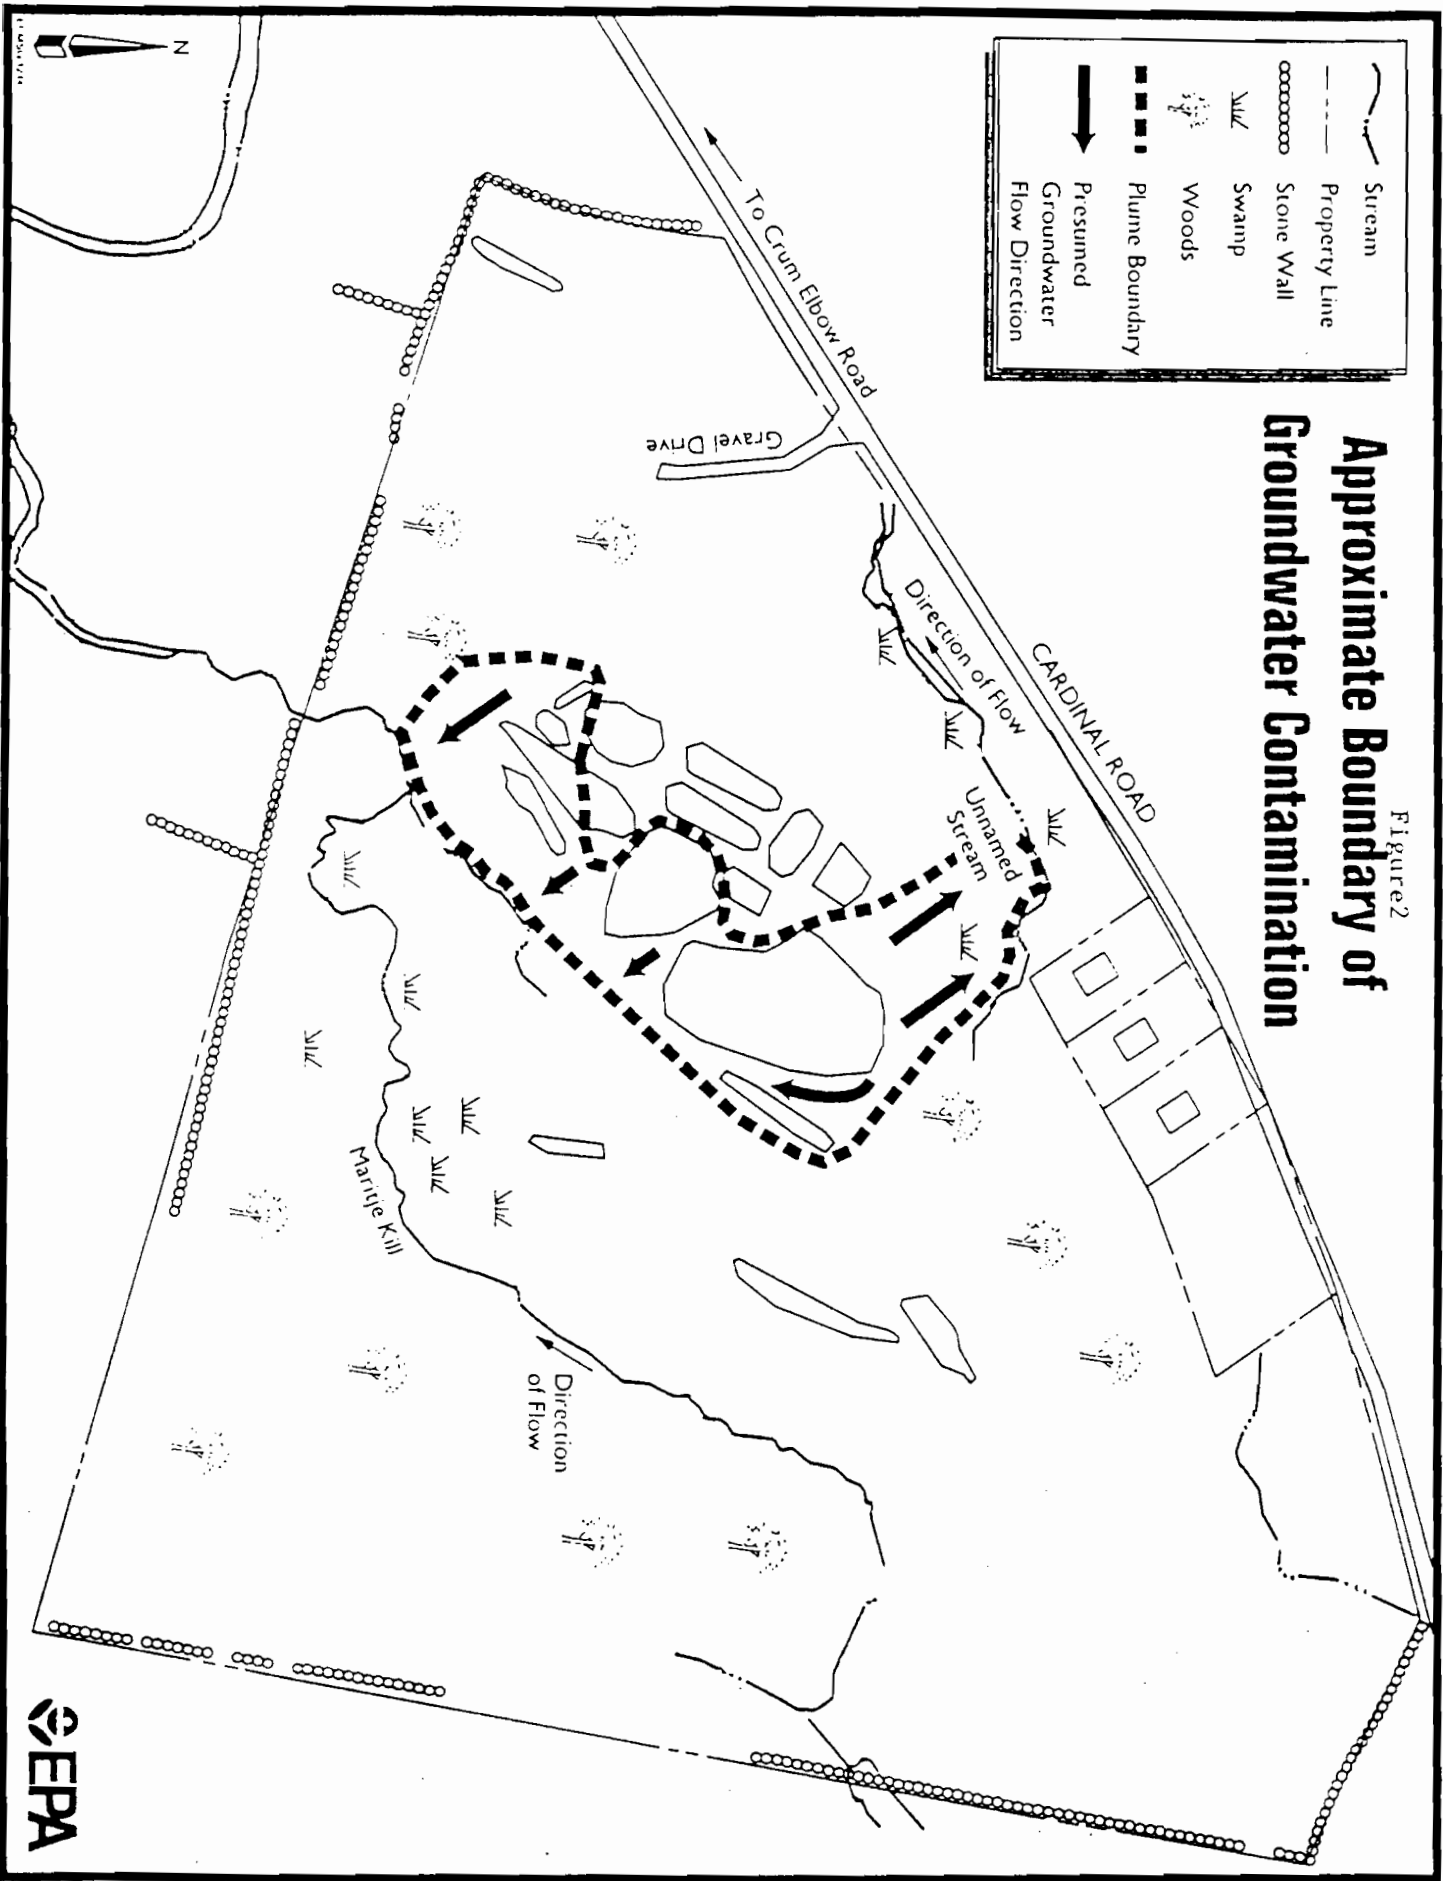 Figure2
Approximate Boundary of
Groundwater Contamination
Stream
Property Line
Stone Wall
Swamp
Woods
Plume Boundary
Presumed
Groundwater
Flow Direction
To Crum Elbow Road
CARDINAL ROAD
Gravel Drive
Direction of Flow
Unnamed
Stream
Maritje Kill
Direction
of Flow
N
EPA